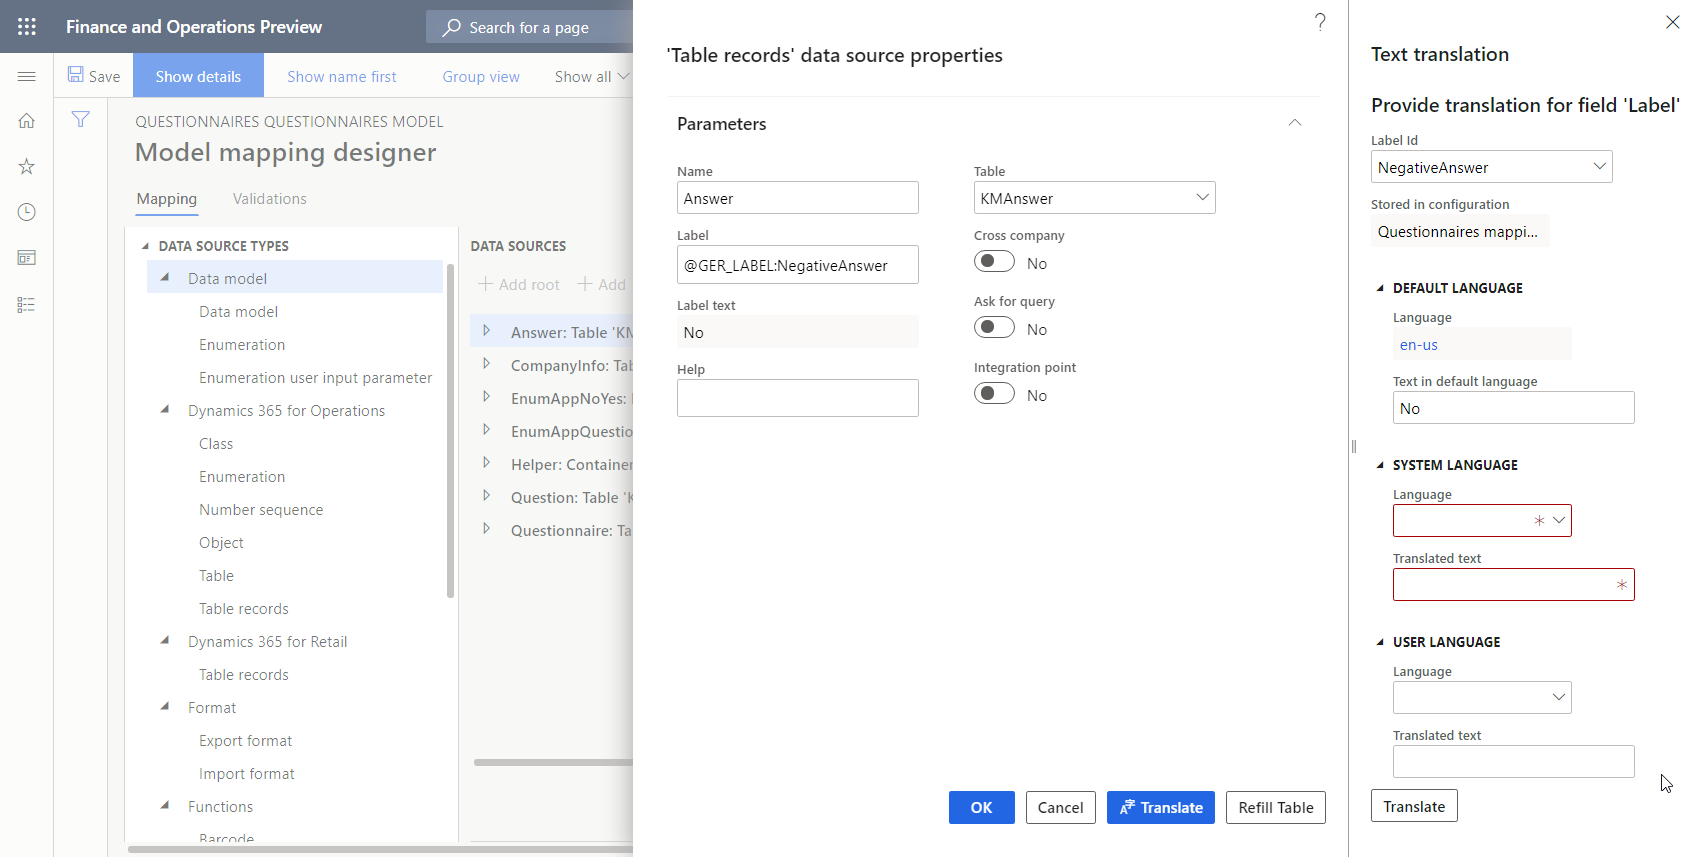 Finance and Operations Preview
Search for a page
Save
Show details
Show name first
Group view
Show all
QUESTIONNAIRES QUESTIONNAIRES MODEL
Model mapping designer
Mapping
Validations
DATA SOURCE TYPES
Data model
Data model
Enumeration
Enumeration user input parameter
Dynamics 365 for Operations
Class
Enumeration
Number sequence
Object
Table
Table records
Dynamics 365 for Retail
Table records
Format
Export format
Import format
Functions
Barcode
DATA SOURCES
Add root
Add
Answer: Table 'KM
CompanyInfo: Tab
EnumAppNoYes:
EnumAppQuestio
Helper: Container
Question: Table 'K
Questionnaire: Ta
?
'Table records' data source properties
Parameters
Name
Answer
Label
@GER_LABEL:NegativeAnswer
Label text
No
Help
Table
KMAnswer
Cross company
No
Ask for query
No
Integration point
No
OK
Cancel
Translate
Refill Table
Text translation
Provide translation for field 'Label'
Label Id
NegativeAnswer
Stored in configuration
Questionnaires mappi...
DEFAULT LANGUAGE
Language
en-us
Text in default language
No
SYSTEM LANGUAGE
Language
*
Translated text
*
USER LANGUAGE
Language
Translated text
Translate